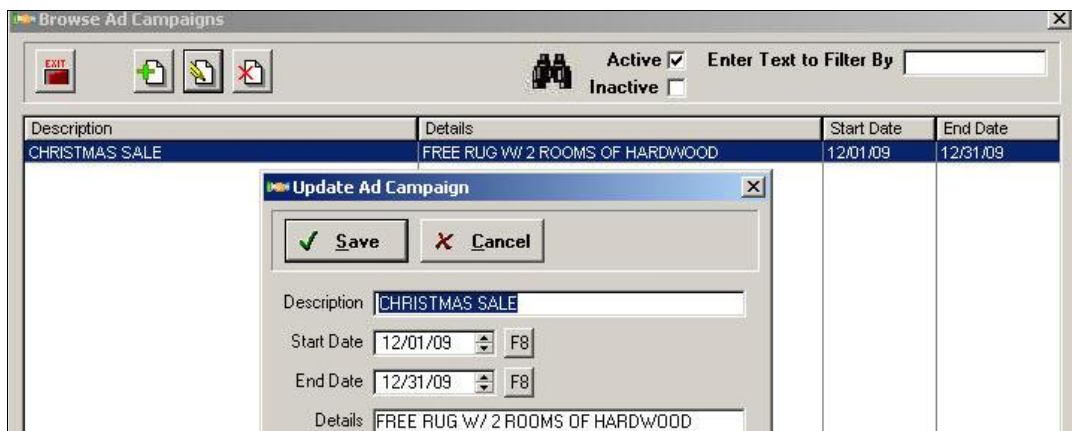 Browse Ad Campaigns
EXIT
Active
Enter Text to Filter By
Inactive
Description Details Start Date End Date
CHRISTMAS SALE FREE RUG W/ 2 ROOMS OF HARDWOOD 12/01/09 12/31/09
Update Ad Campaign
Save Cancel
Description CHRISTMAS SALE
Start Date 12/01/09 F8
End Date 12/31/09 F8
Details FREE RUG W/ 2 ROOMS OF HARDWOOD